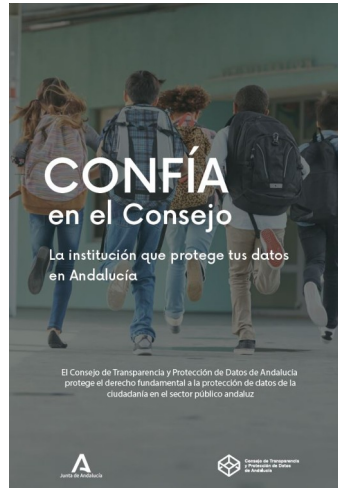 CONFÍA
en el Consejo
La institución que protege tus datos
en Andalucía
El Consejo de Transparencia y Protección de Datos de Andalucía
protege el derecho fundamental a la protección de datos de la
ciudadanía en el sector público andaluz
Junta de Andalucía
Consejo de Transparencia
y Protección de Datos
de Andalucía